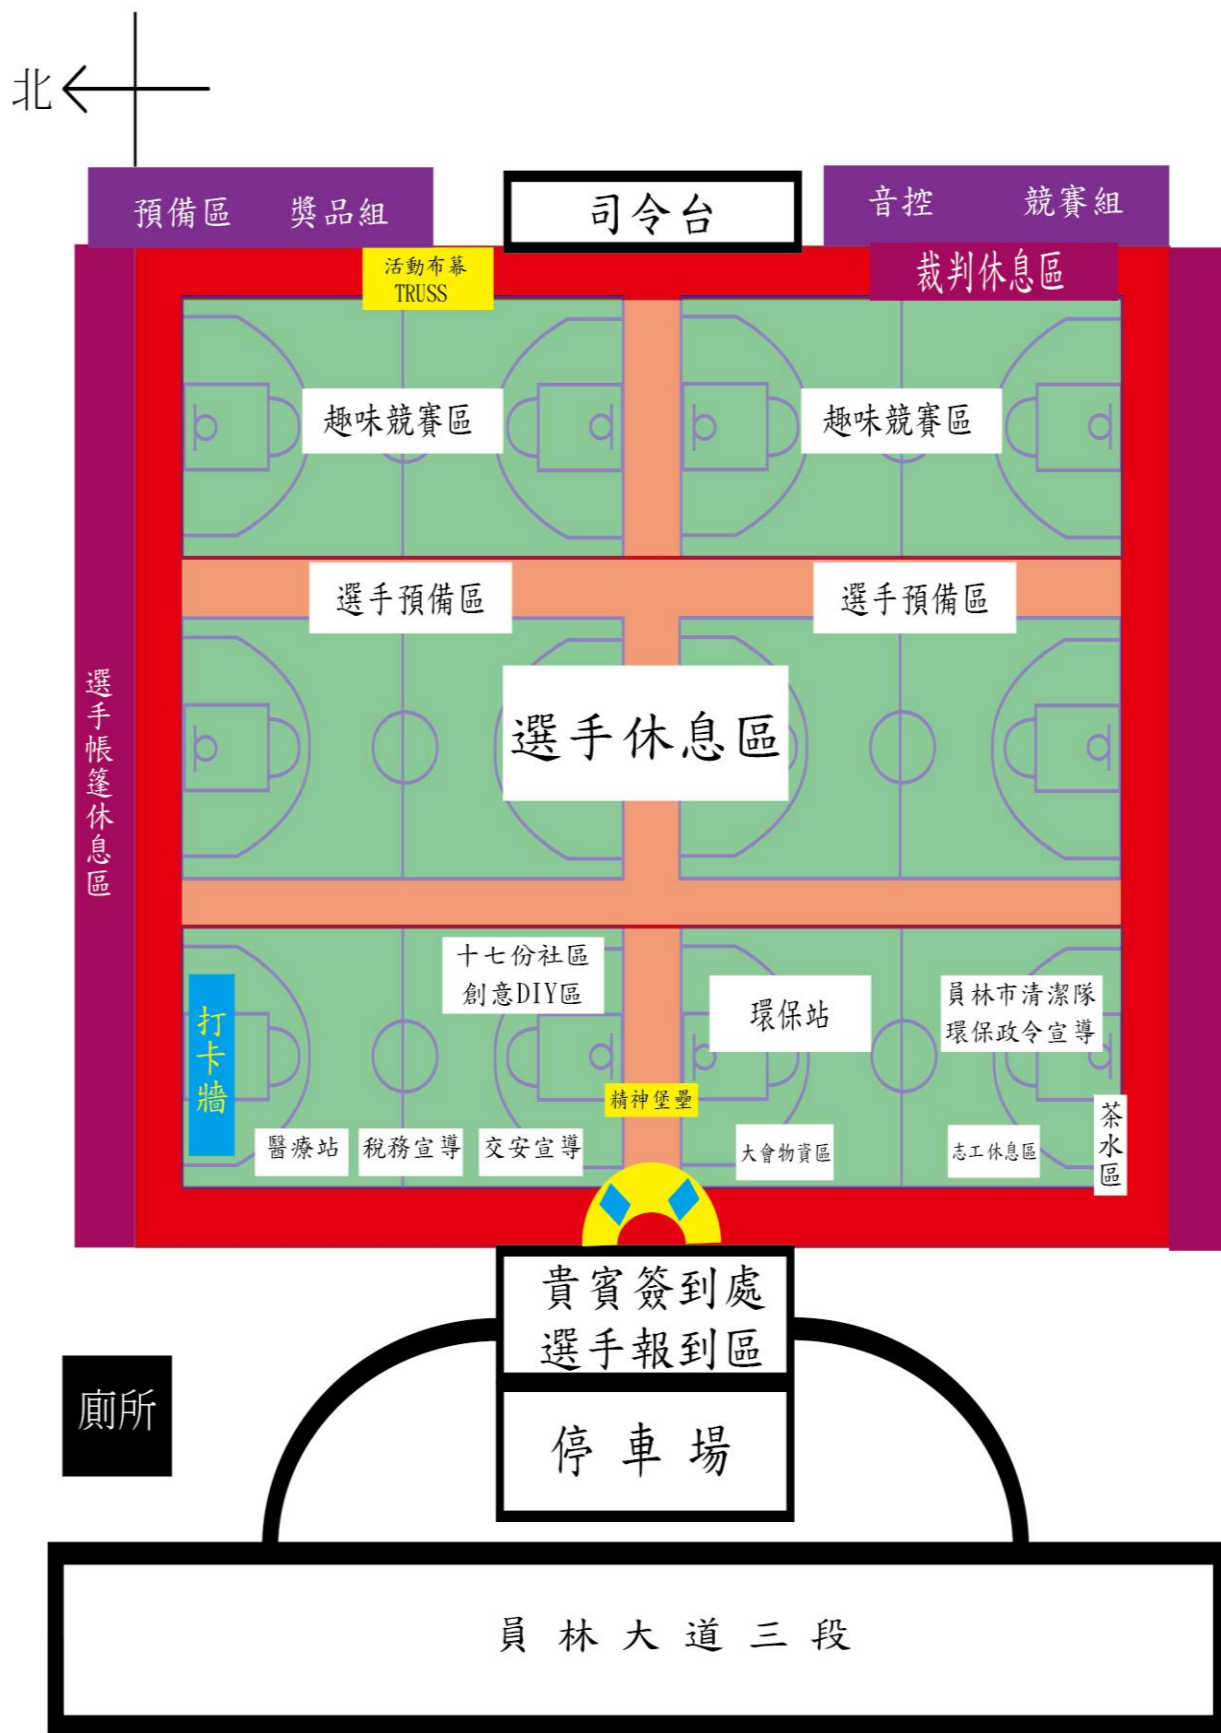 北
預備區 獎品組
司令台
音控 競賽組
活動布幕
TRUSS
裁判休息區
趣味競賽區
趣味競賽區
選手預備區
選手預備區
選手休息區
選手帳篷休息區
十七份社區
創意DIY區
環保站
員林市清潔隊
環保政令宣導
打卡牆
精神堡壘
醫療站
稅務宣導
交安宣導
大會物資區
志工休息區
茶水區
貴賓簽到處
選手報到區
廁所
停車場
員林大道三段